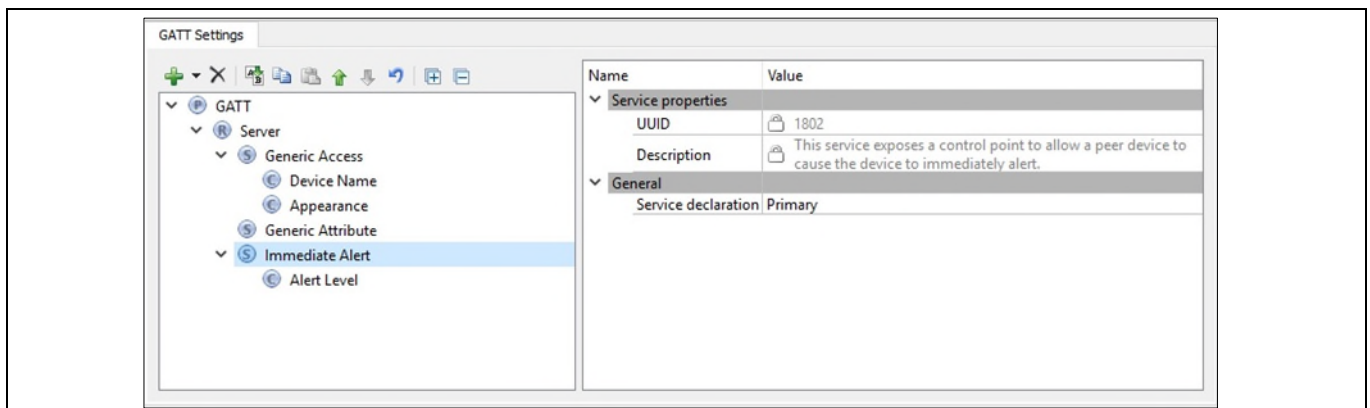 GATT Settings
Name Value
P GATT
Service properties
R Server
UUID 1802
S Generic Access
Description This service exposes a control point to allow a peer device to
cause the device to immediately alert.
C Device Name
General
C Appearance
Service declaration Primary
S Generic Attribute
S Immediate Alert
C Alert Level